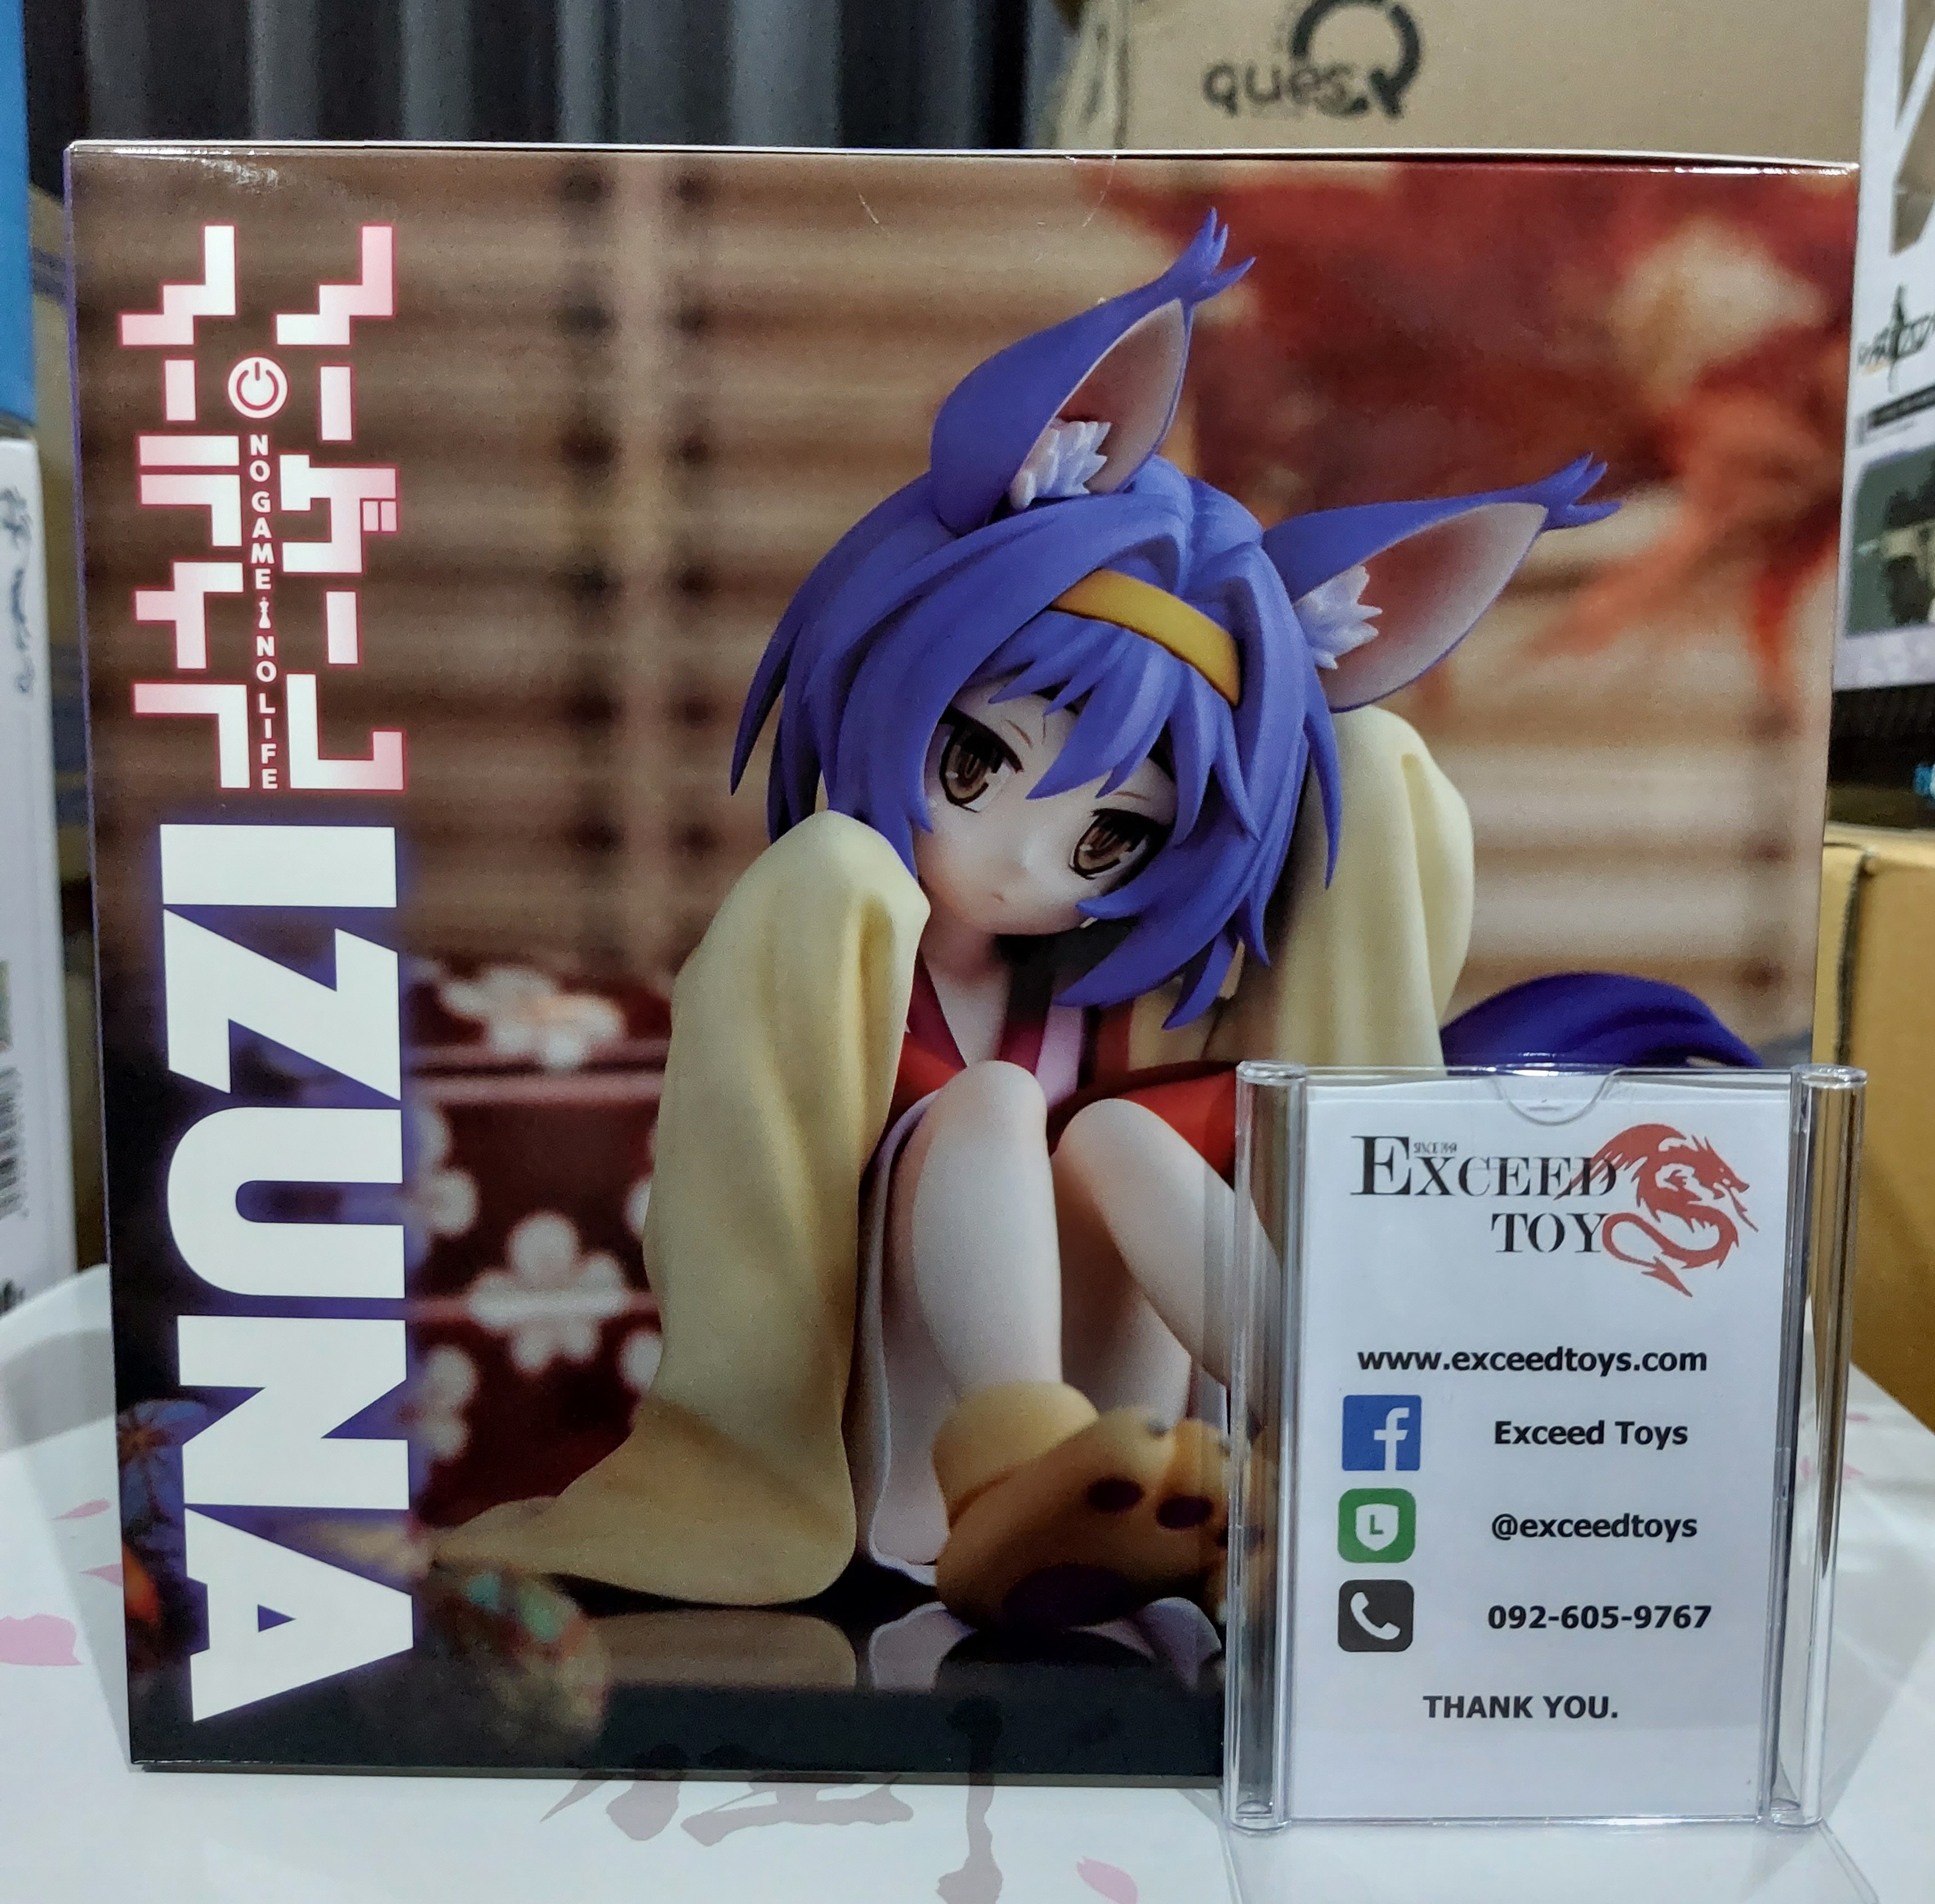 quesQ
ノーゲーム
NO GAME NO LIFE
ノーライフ
IZUNA
EXCEED
TOY
www.exceedtoys.com
Exceed Toys
L
@exceedtoys
092-605-9767
THANK YOU.